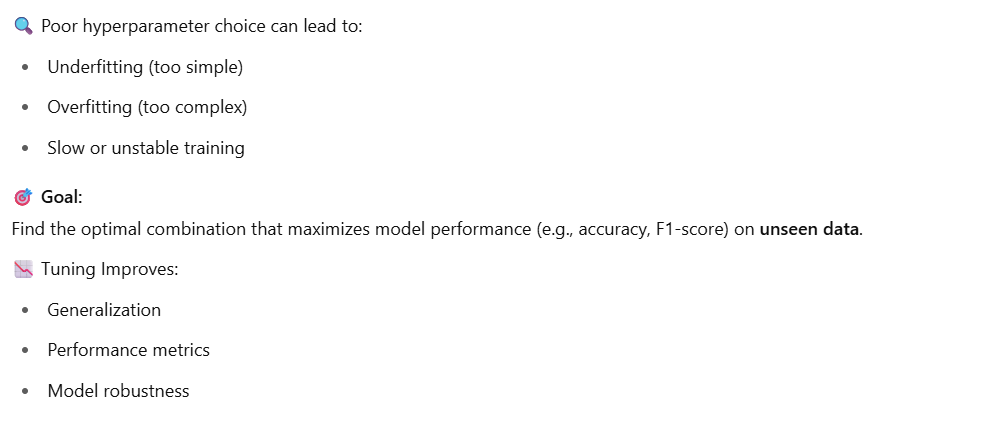 🔍 Poor hyperparameter choice can lead to:
• Underfitting (too simple)
• Overfitting (too complex)
• Slow or unstable training
🎯 Goal:
Find the optimal combination that maximizes model performance (e.g., accuracy, F1-score) on unseen data.
📉 Tuning Improves:
• Generalization
• Performance metrics
• Model robustness